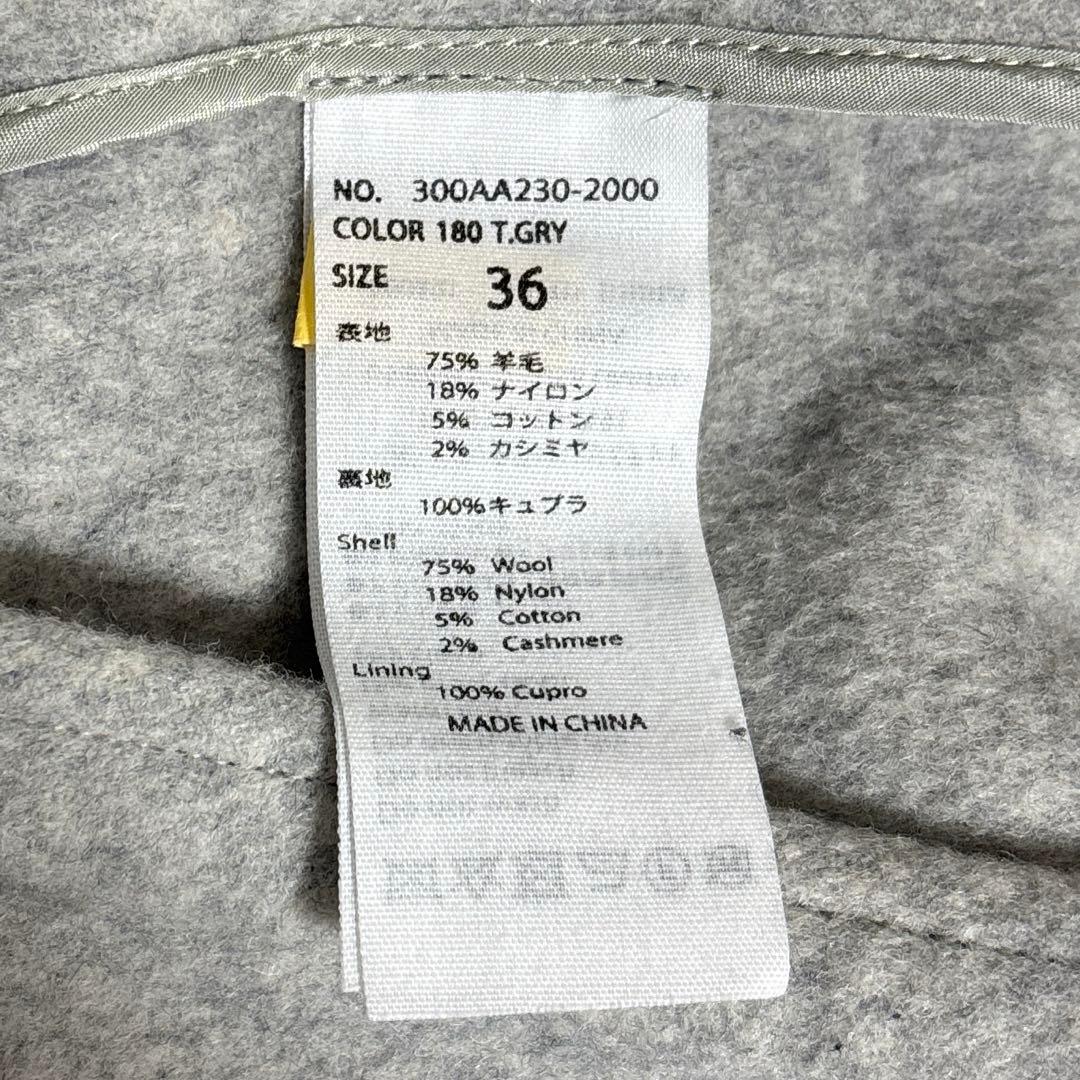 NO. 300AA230-2000
COLOR 180 T.GRY
SIZE 36
表地
75% 羊毛
18% ナイロン
5% コットン
2% カシミヤ
裏地
100%キュプラ
Shell
75% Wool
18% Nylon
5% Cotton
2% Cashmere
Lining
100% Cupro
MADE IN CHINA